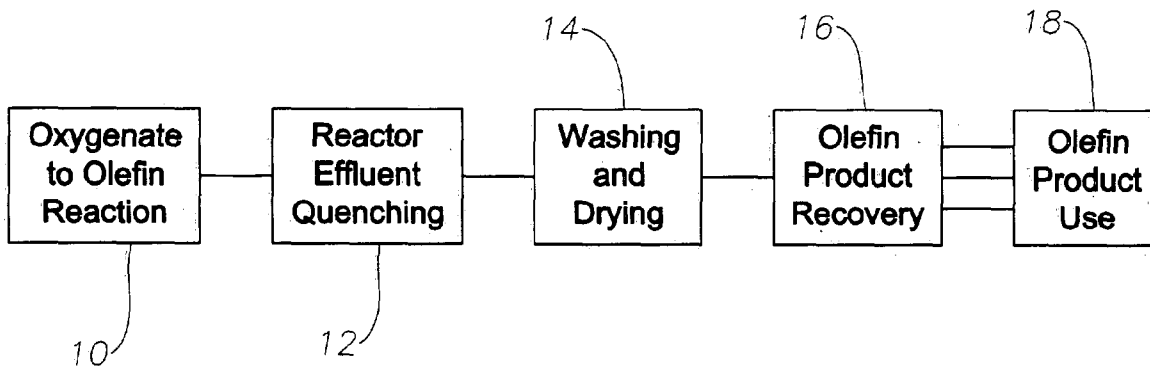 14
16
18
Oxygenate
to Olefin
Reaction
Reactor
Effluent
Quenching
Washing
and
Drying
Olefin
Product
Recovery
Olefin
Product
Use
10
12